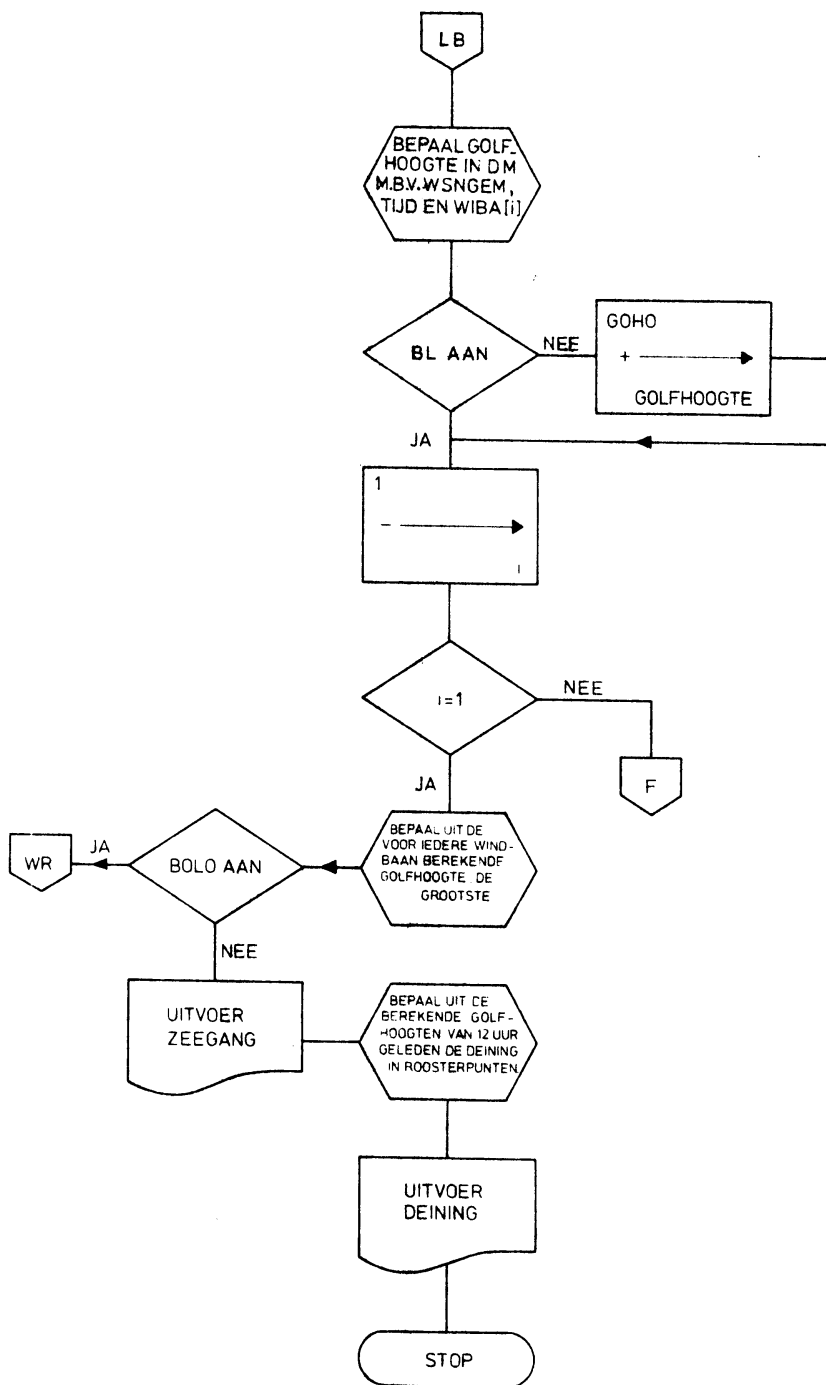 LB
BEPAAL GOLF-
HOOGTE IN DM
M.B.V. WSNGEM,
TIJD EN WIBA[i]
BL AAN
NEE
GOHO
+
GOLFHOOGTE
JA
1
–
i
i=1
NEE
F
JA
BEPAAL UIT DE
VOOR IEDERE WIND-
BAAN BEREKENDE
GOLFHOOGTE DE
GROOTSTE
BOLO AAN
JA
WR
NEE
UITVOER
ZEEGANG
BEPAAL UIT DE
BEREKENDE GOLF-
HOOGTEN VAN 12 UUR
GELEDEN DE DEINING
IN ROOSTERPUNTEN
UITVOER
DEINING
STOP